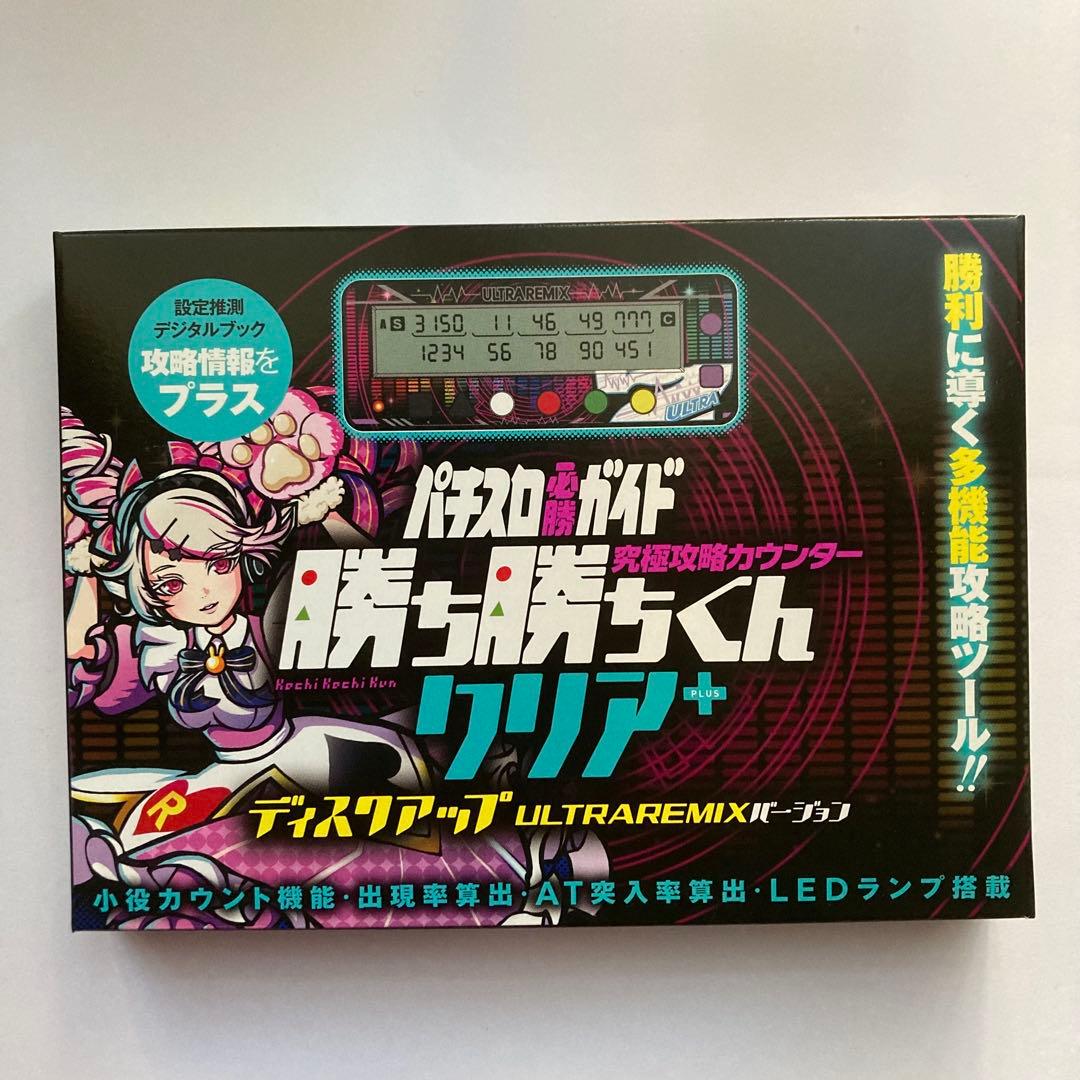 設定推測
デジタルブック
攻略情報を
プラス
ULTRAREMIX
A S 3150 11 46 49 777 C
1234 56 78 90 451
ULTRA
勝利に導く多機能攻略ツール!!
パチスロ必勝ガイド
究極攻略カウンター
勝ち勝ちくん
Kachi Kachi Kun
クリア+
PLUS
R
ディスクアップ ULTRAREMIXバージョン
小役カウント機能・出現率算出・AT突入率算出・LEDランプ搭載